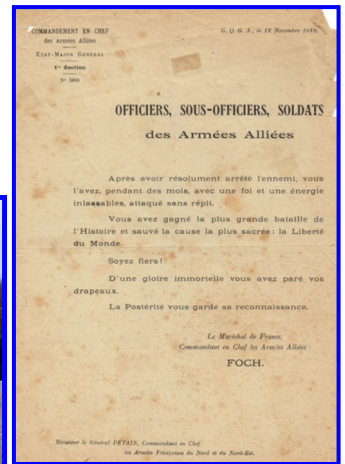 COMMANDEMENT EN CHEF
des Armées Alliées
ETAT-MAJOR GÉNÉRAL
1re Section
G. Q. G. A., le 12 Novembre 1918.
OFFICIERS, SOUS-OFFICIERS, SOLDATS
des Armées Alliées
Après avoir résolument arrêté l'ennemi, vous
l'avez, pendant des mois, avec une foi et une énergie
inlassables, attaqué sans répit.
Vous avez gagné la plus grande bataille de
l'Histoire et sauvé la cause la plus sacrée : la Liberté
du Monde.
Soyez fiers !
D'une gloire immortelle vous avez paré vos
drapeaux.
La Postérité vous garde sa reconnaissance.
Le Maréchal de France,
Commandant en Chef les Armées Alliées :
FOCH.
Monsieur le Général PÉTAIN, Commandant en Chef
les Armées Françaises du Nord et du Nord-Est.